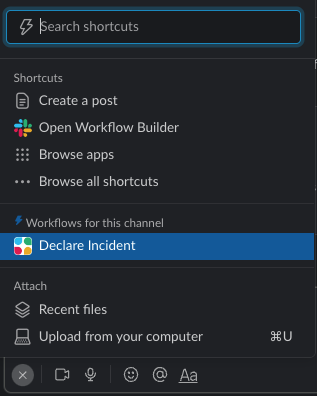 Search shortcuts
Shortcuts
Create a post
Open Workflow Builder
Browse apps
Browse all shortcuts
Workflows for this channel
Declare Incident
Attach
Recent files
Upload from your computer ⌘U
@ Aa